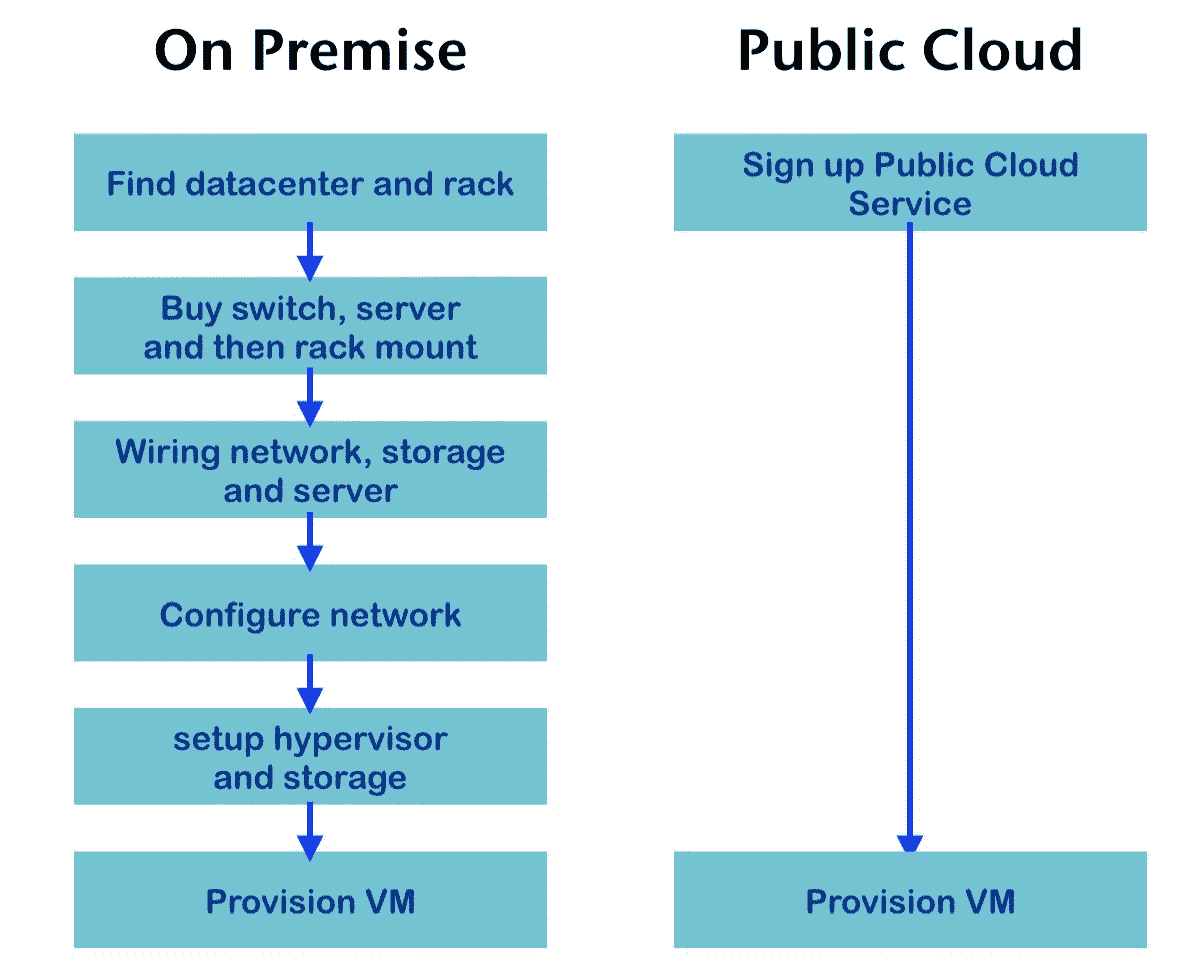 On Premise
Find datacenter and rack
Buy switch, server
and then rack mount
Wiring network, storage
and server
Configure network
setup hypervisor
and storage
Provision VM
Public Cloud
Sign up Public Cloud
Service
Provision VM